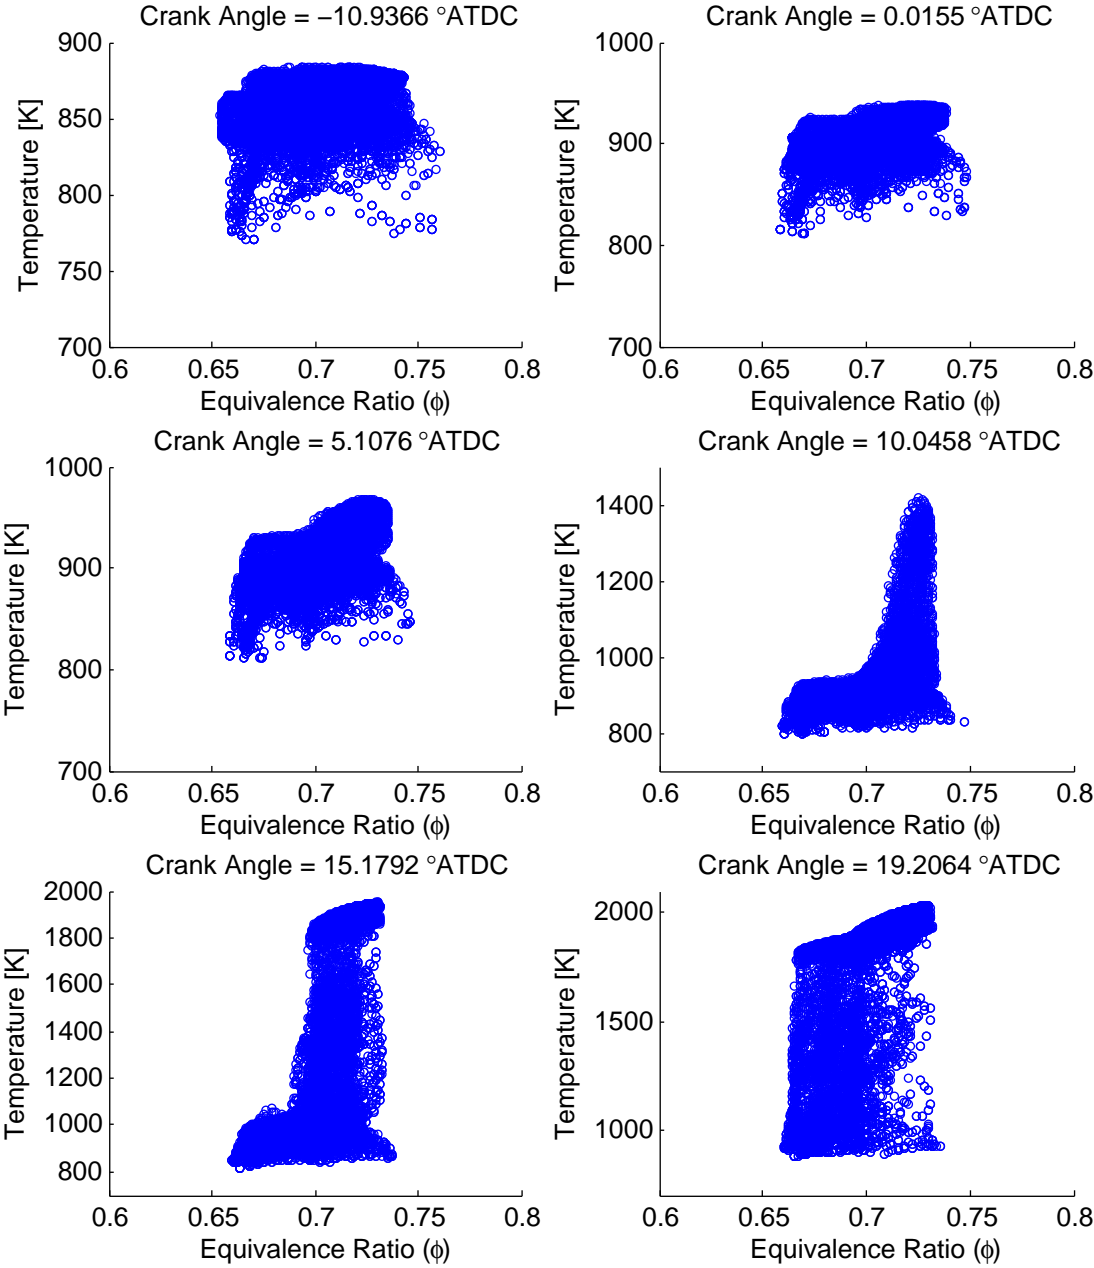 Crank Angle = −10.9366 °ATDC
900
850
800
750
700
Temperature [K]
0.6 0.65 0.7 0.75 0.8
Equivalence Ratio (ϕ)
Crank Angle = 0.0155 °ATDC
1000
900
800
700
Temperature [K]
0.6 0.65 0.7 0.75 0.8
Equivalence Ratio (ϕ)
Crank Angle = 5.1076 °ATDC
1000
900
800
700
Temperature [K]
0.6 0.65 0.7 0.75 0.8
Equivalence Ratio (ϕ)
Crank Angle = 10.0458 °ATDC
1400
1200
1000
800
Temperature [K]
0.6 0.65 0.7 0.75 0.8
Equivalence Ratio (ϕ)
Crank Angle = 15.1792 °ATDC
2000
1800
1600
1400
1200
1000
800
Temperature [K]
0.6 0.65 0.7 0.75 0.8
Equivalence Ratio (ϕ)
Crank Angle = 19.2064 °ATDC
2000
1500
1000
Temperature [K]
0.6 0.65 0.7 0.75 0.8
Equivalence Ratio (ϕ)